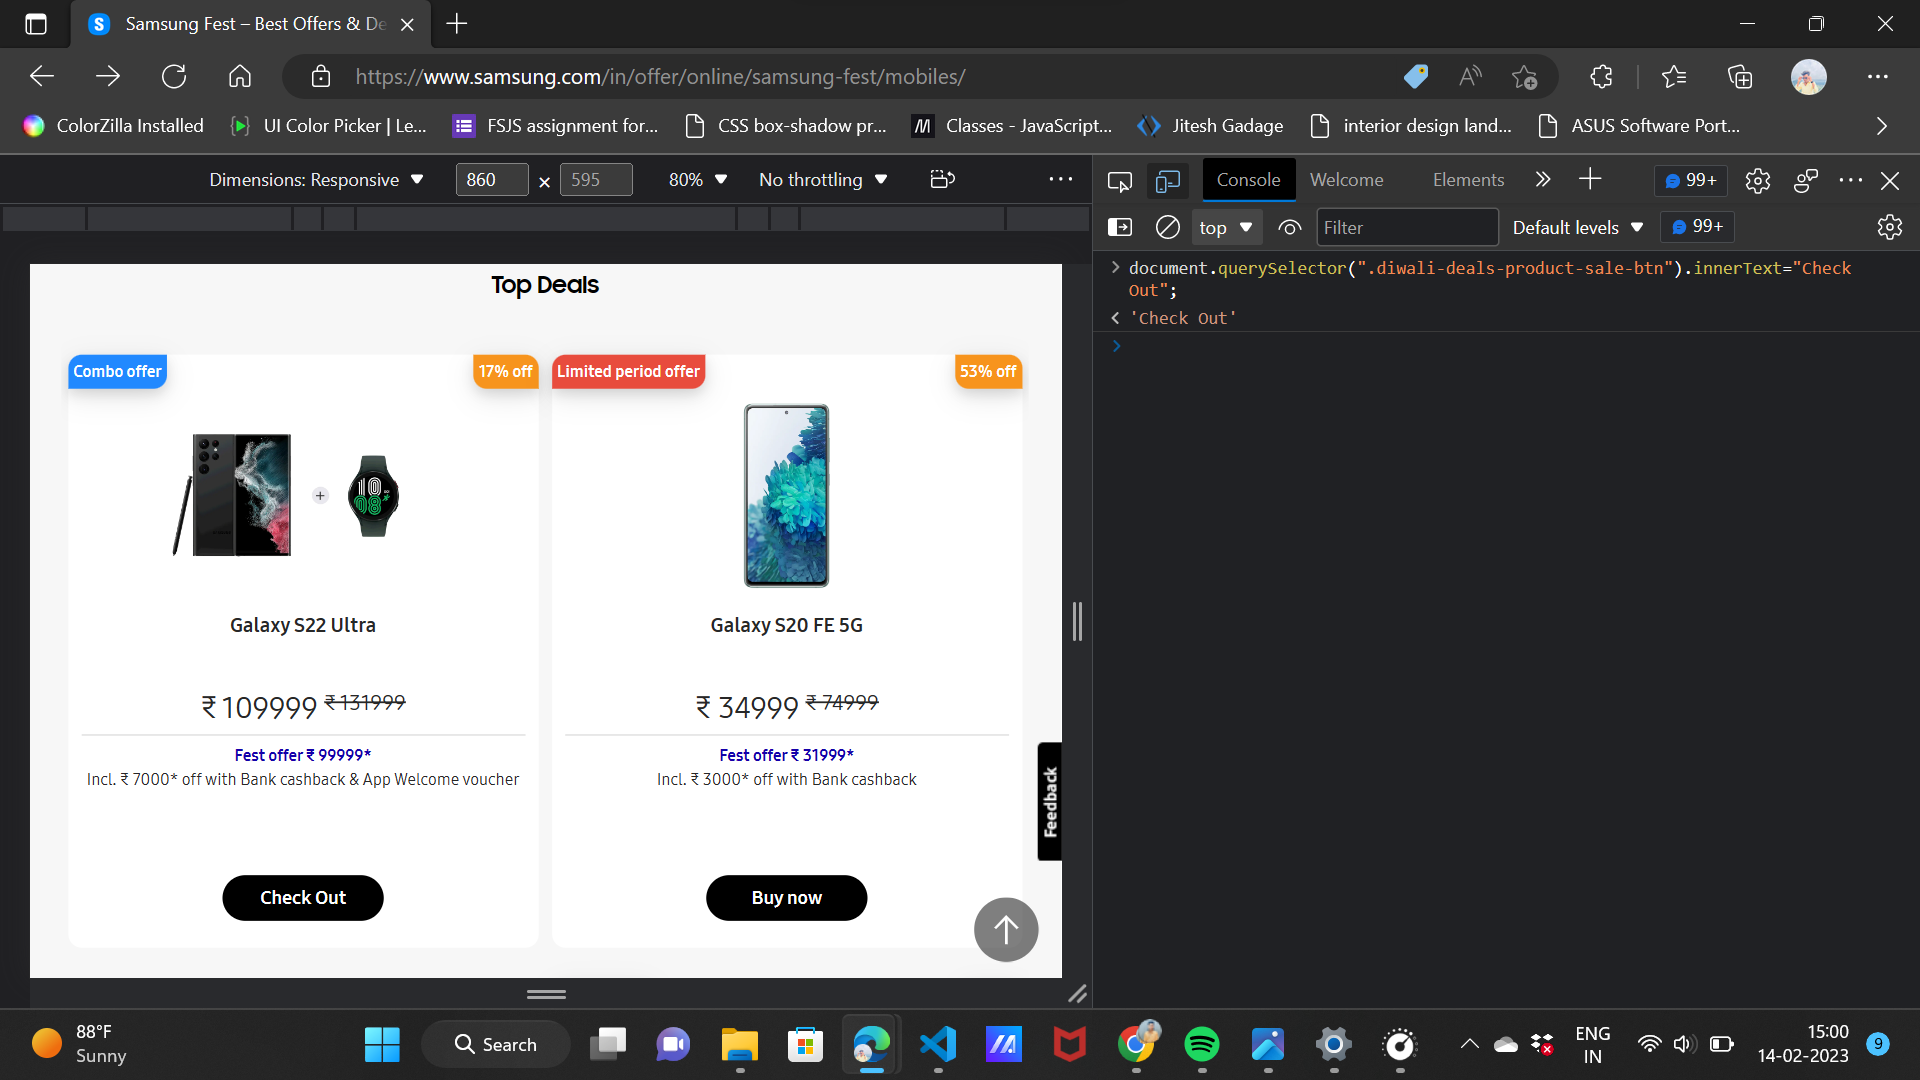 Samsung Fest – Best Offers & De
https://www.samsung.com/in/offer/online/samsung-fest/mobiles/
ColorZilla Installed
UI Color Picker | Le...
FSJS assignment for...
CSS box-shadow pr...
Classes - JavaScript...
Jitesh Gadage
interior design land...
ASUS Software Port...
Dimensions: Responsive
860
×
595
80%
No throttling
Console
Welcome
Elements
99+
top
Filter
Default levels
99+
document.querySelector(".diwali-deals-product-sale-btn").innerText="Check
Out";
'Check Out'
Top Deals
Combo offer
17% off
Limited period offer
53% off
Galaxy S22 Ultra
Galaxy S20 FE 5G
₹ 109999 ₹ 131999
₹ 34999 ₹ 74999
Fest offer ₹ 99999*
Incl. ₹ 7000* off with Bank cashback & App Welcome voucher
Fest offer ₹ 31999*
Incl. ₹ 3000* off with Bank cashback
Feedback
Check Out
Buy now
88°F
Sunny
Search
ENG
IN
15:00
14-02-2023
9